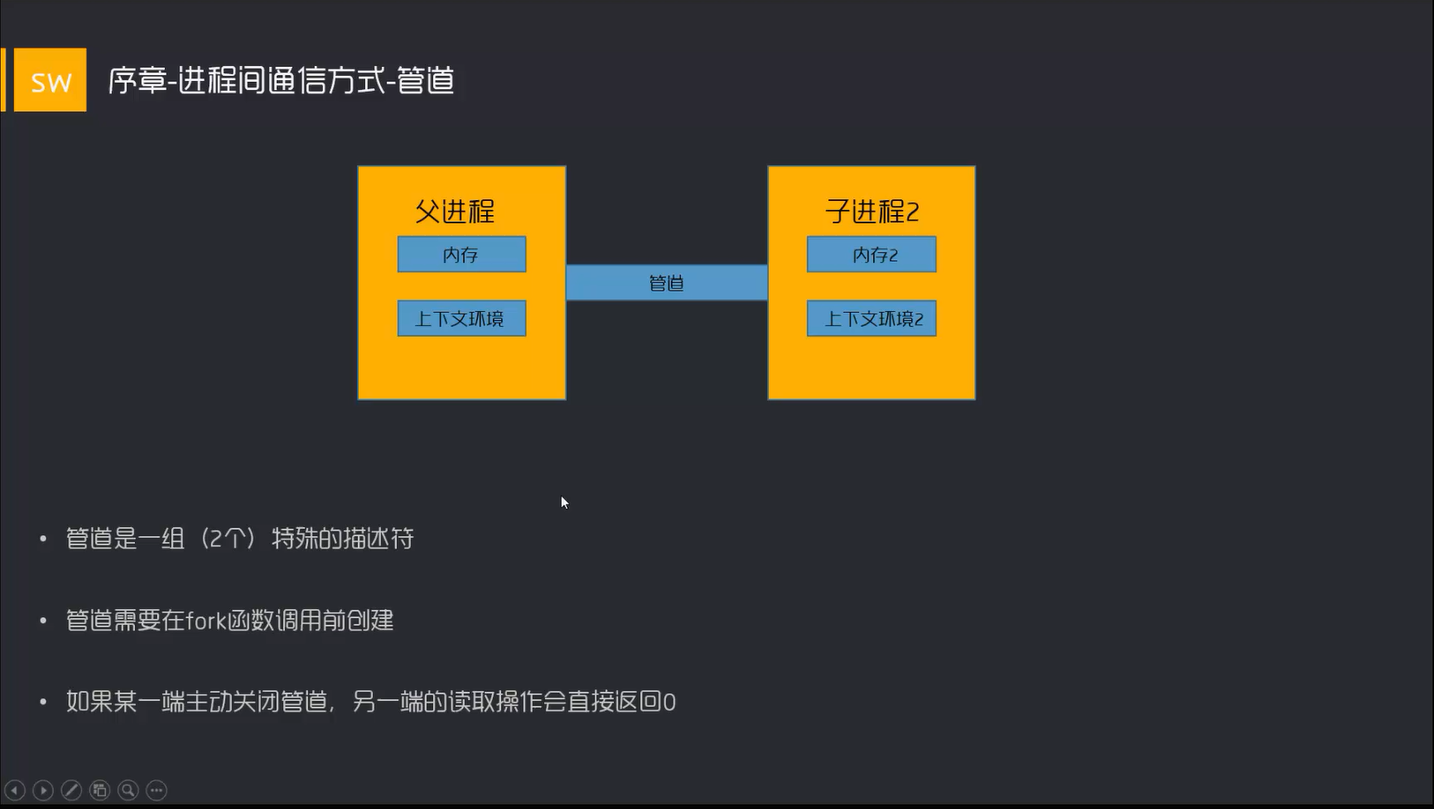 SW
序章-进程间通信方式-管道
父进程
内存
上下文环境
管道
子进程2
内存2
上下文环境2
• 管道是一组（2个）特殊的描述符
• 管道需要在fork函数调用前创建
• 如果某一端主动关闭管道，另一端的读取操作会直接返回0